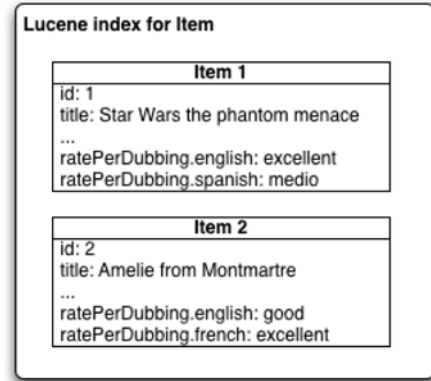 Lucene index for Item
Item 1
id: 1
title: Star Wars the phantom menace
...
ratePerDubbing.english: excellent
ratePerDubbing.spanish: medio
Item 2
id: 2
title: Amelie from Montmartre
...
ratePerDubbing.english: good
ratePerDubbing.french: excellent